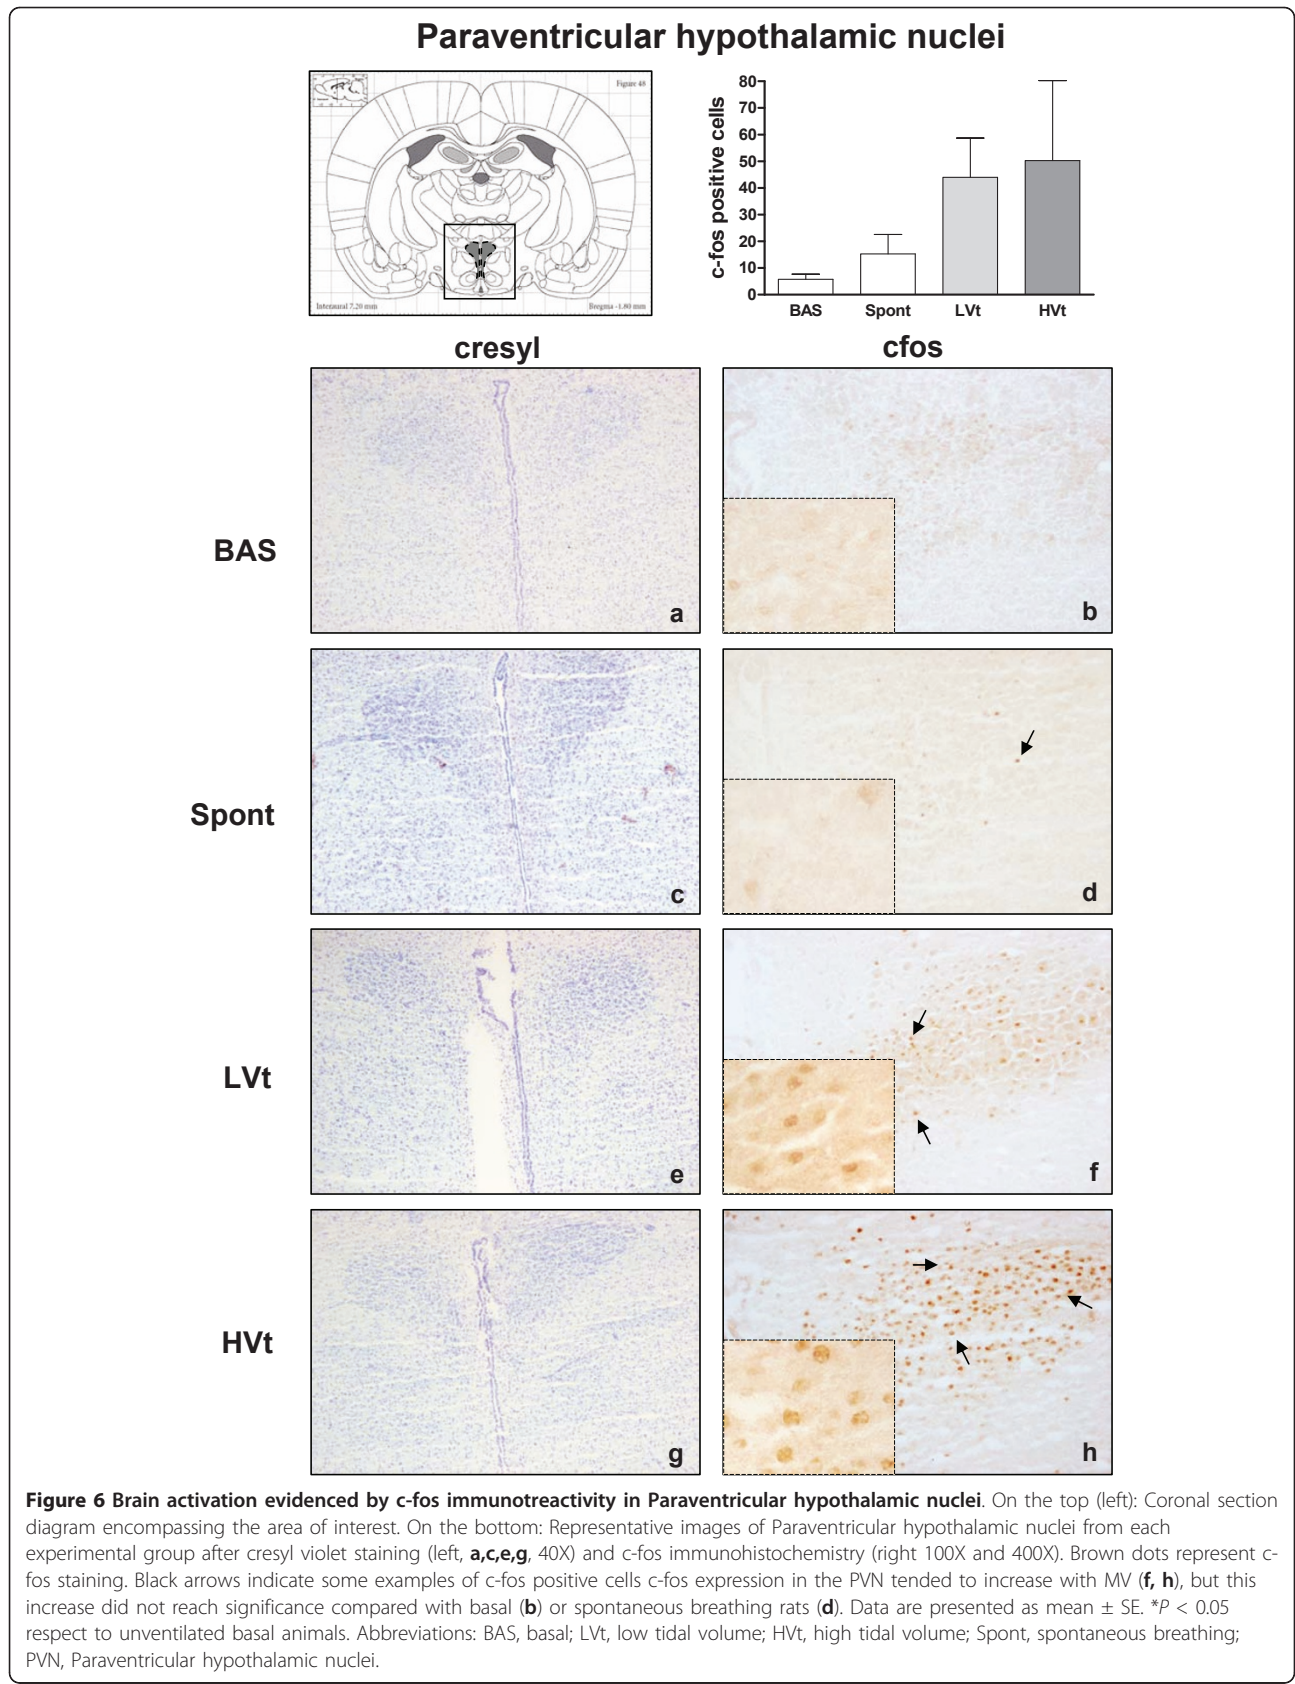 Paraventricular hypothalamic nuclei
Figure 48
Interaural 7.20 mm
Bregma -1.80 mm
c-fos positive cells
80
70
60
50
40
30
20
10
0
BAS Spont LVt HVt
cresyl cfos
BAS
a b
Spont
c d
LVt
e f
HVt
g h
Figure 6 Brain activation evidenced by c-fos immunotreactivity in Paraventricular hypothalamic nuclei. On the top (left): Coronal section
diagram encompassing the area of interest. On the bottom: Representative images of Paraventricular hypothalamic nuclei from each
experimental group after cresyl violet staining (left, a,c,e,g, 40X) and c-fos immunohistochemistry (right 100X and 400X). Brown dots represent c-
fos staining. Black arrows indicate some examples of c-fos positive cells c-fos expression in the PVN tended to increase with MV (f, h), but this
increase did not reach significance compared with basal (b) or spontaneous breathing rats (d). Data are presented as mean ± SE. *P < 0.05
respect to unventilated basal animals. Abbreviations: BAS, basal; LVt, low tidal volume; HVt, high tidal volume; Spont, spontaneous breathing;
PVN, Paraventricular hypothalamic nuclei.